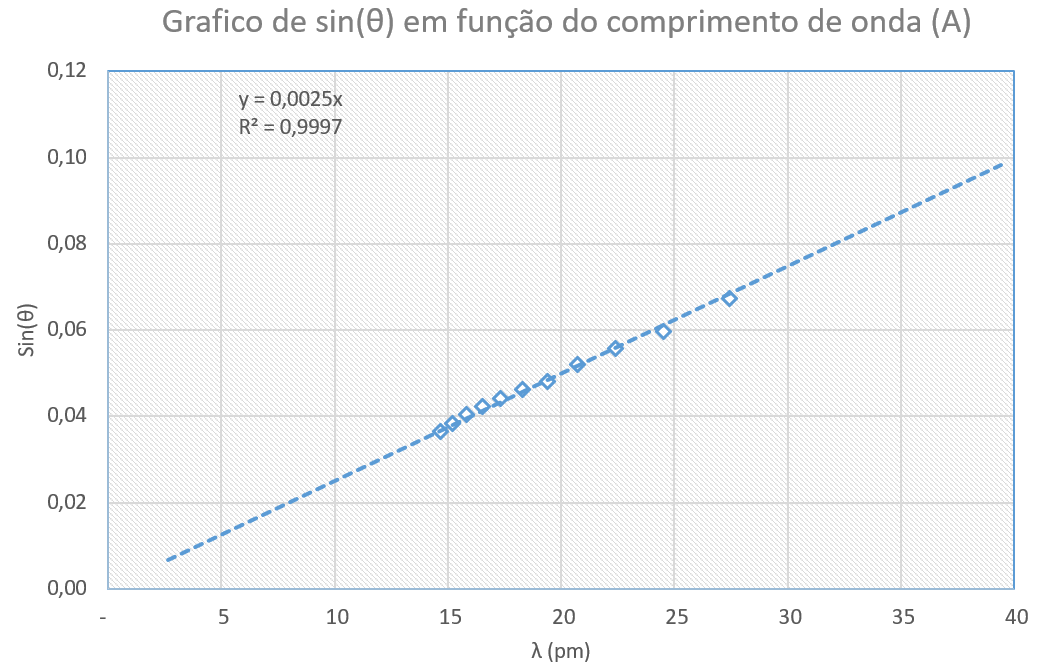 Grafico de sin(θ) em função do comprimento de onda (A)
0,12
y = 0,0025x
R² = 0,9997
0,10
0,08
0,06
Sin(θ)
0,04
0,02
0,00
- 5 10 15 20 25 30 35 40
λ (pm)